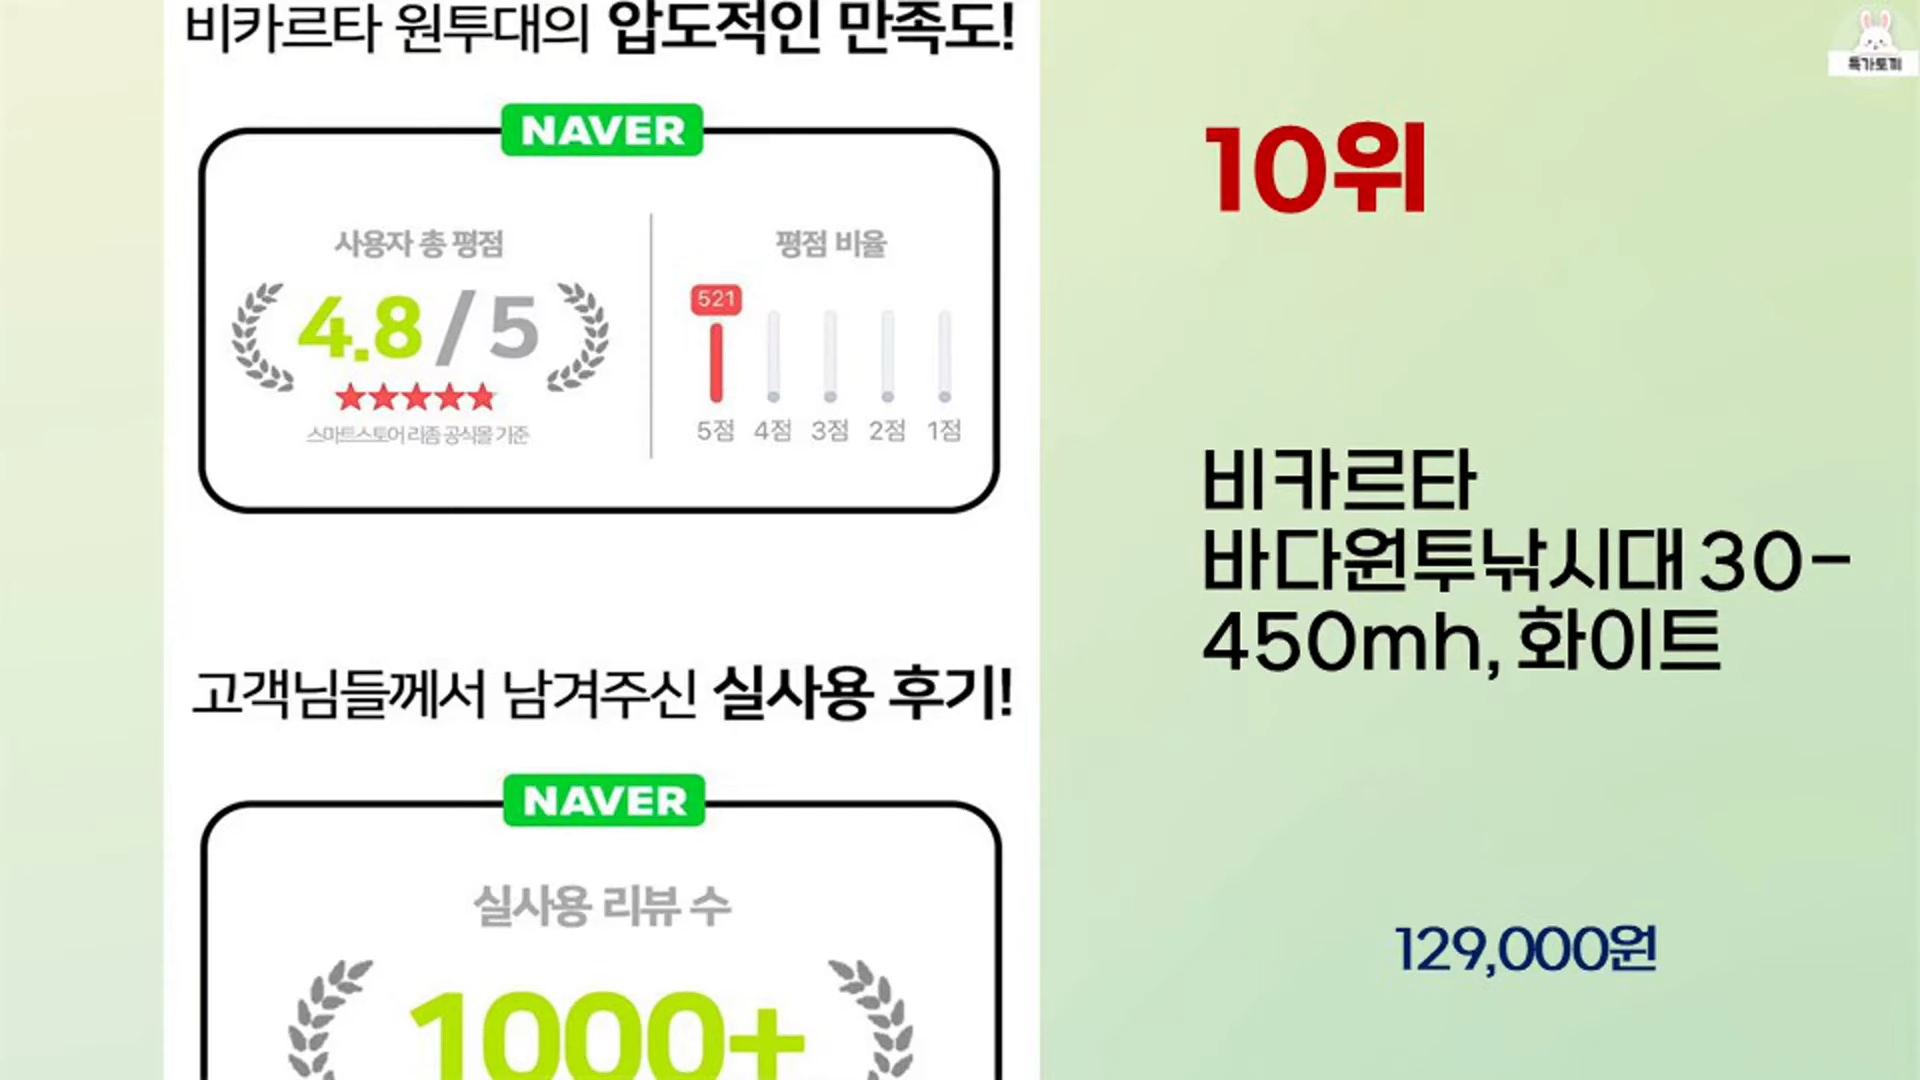 비카르타 원투대의 압도적인 만족도!
NAVER
사용자 총 평점
4.8/5
스마트스토어 리좀 공식몰 기준
평점 비율
521
5점 4점 3점 2점 1점
고객님들께서 남겨주신 실사용 후기!
NAVER
실사용 리뷰 수
1000+
특가토끼
10위
비카르타
바다원투낚시대 30-
450mh, 화이트
129,000원